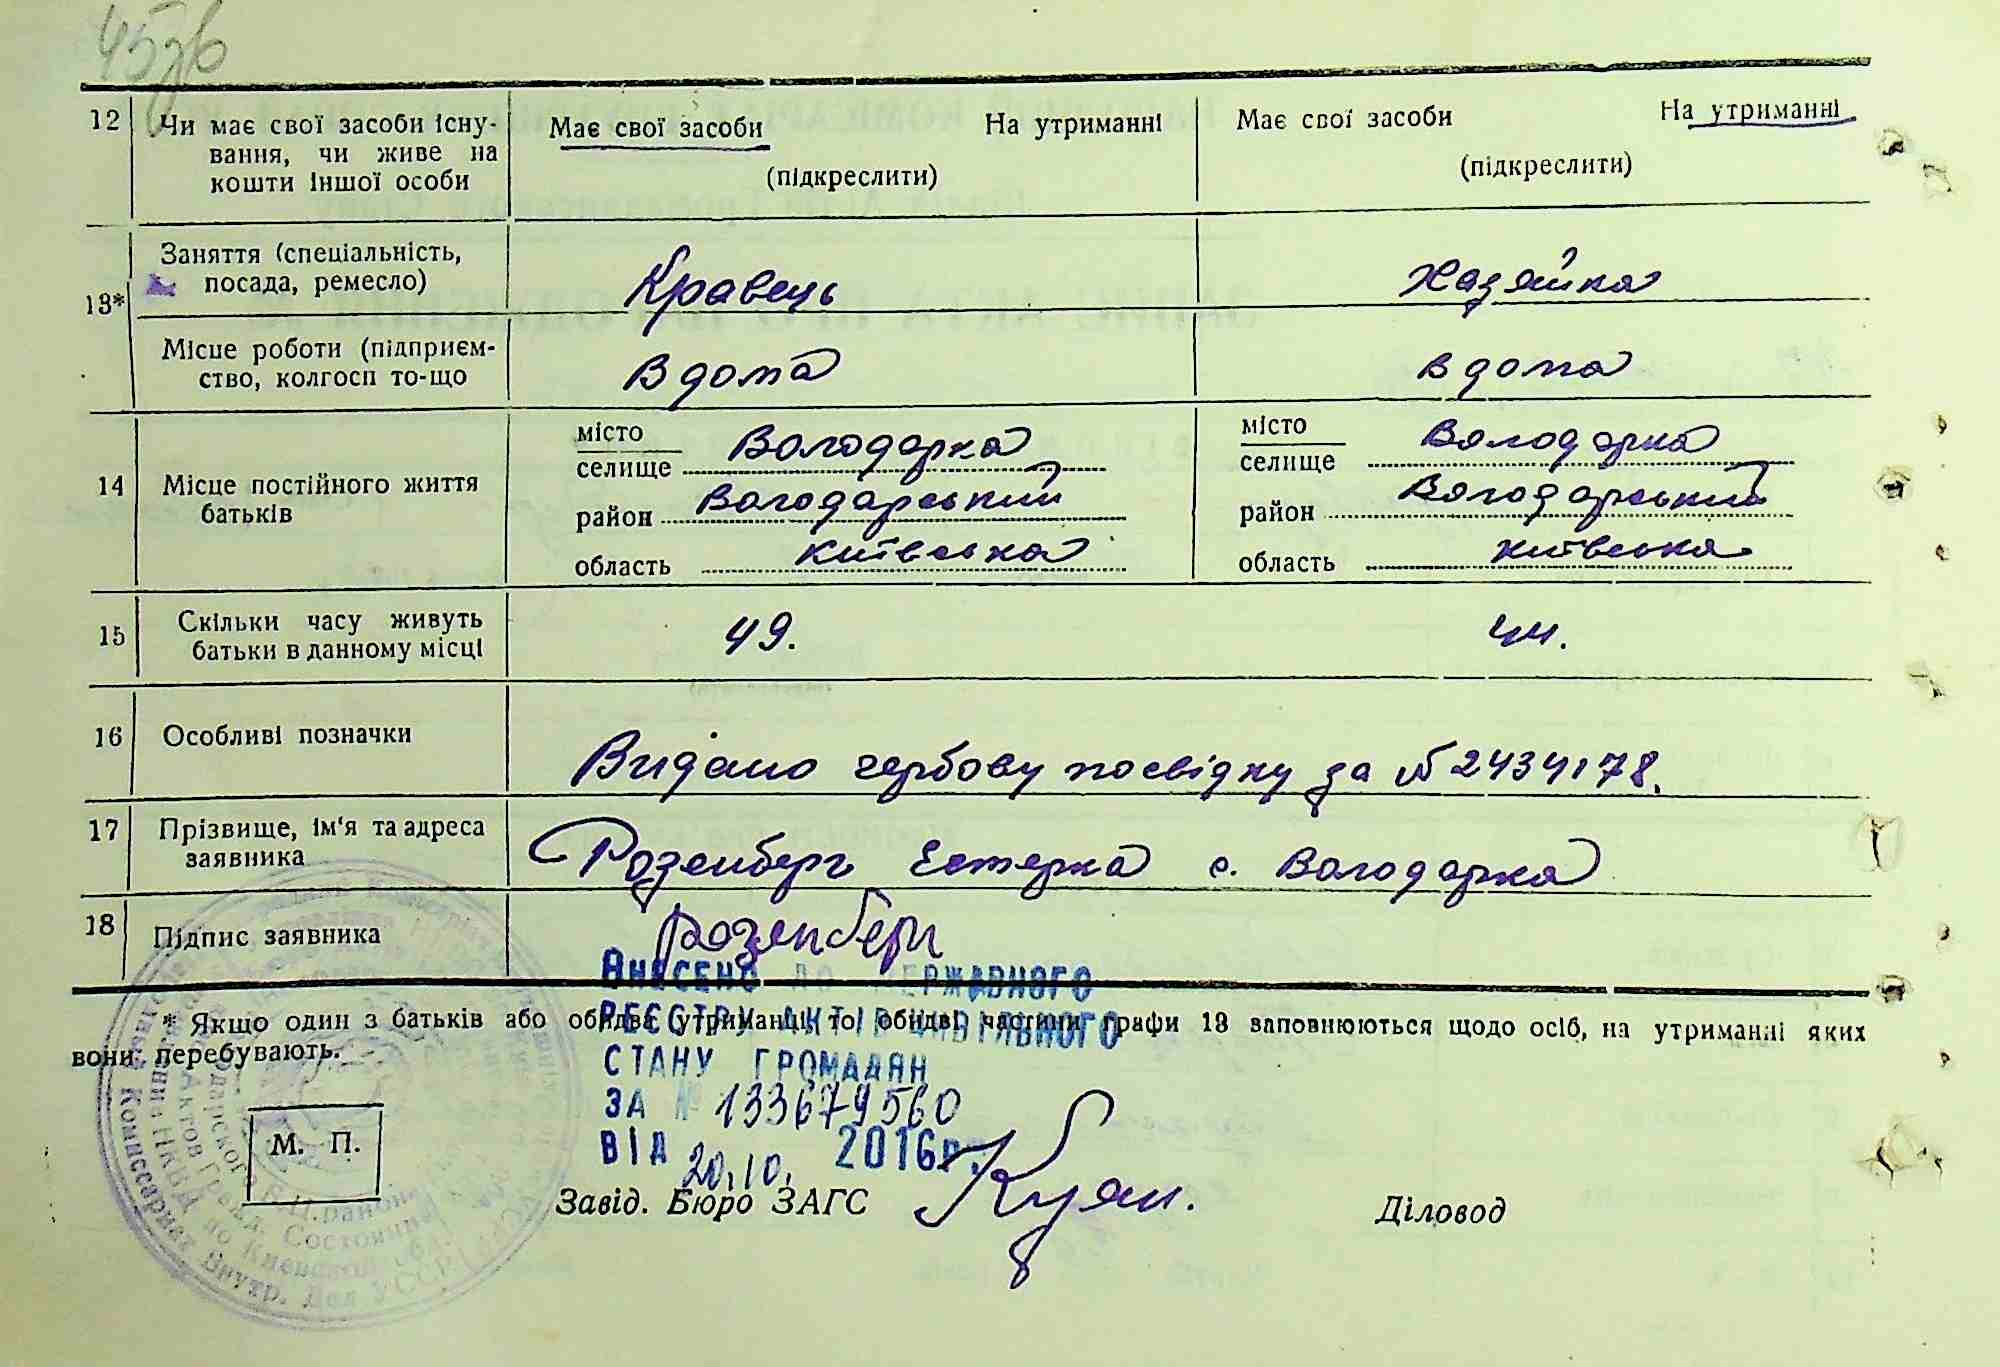 12 Чи має свої засоби існу- Має свої засоби На утриманні Має свої засоби На утриманні
вання, чи живе на
кошти іншої особи (підкреслити) (підкреслити)
13* Заняття (спеціальність,
посада, ремесло) Кравець Хазяйка
Місце роботи (підприєм-
ство, колгосп то-що Вдома вдома
14 Місце постійного життя
батьків
місто
селище Володарка
район Володарський
область київська
місто
селище Володарка
район Володарський
область київська
15 Скільки часу живуть
батьки в данному місці 49. 44.
16 Особливі позначки Видано гербову посвідку за № 2434178.
17 Прізвище, ім'я та адреса
заявника Розенберг Естерка с. Володарка
18 Підпис заявника Розенберг
* Якщо один з батьків або обидва утриманці, то обидві частини графи 13 заповнюються щодо осіб, на утриманні яких
вони перебувають.
ВНЕСЕНО ДО ДЕРЖАВНОГО
РЕЄСТРУ АКТІВ ЦИВІЛЬНОГО
СТАНУ ГРОМАДЯН
ЗА № 133679560
ВІД 20.10. 2016р.
М. П.
Завід. Бюро ЗАГС Діловод